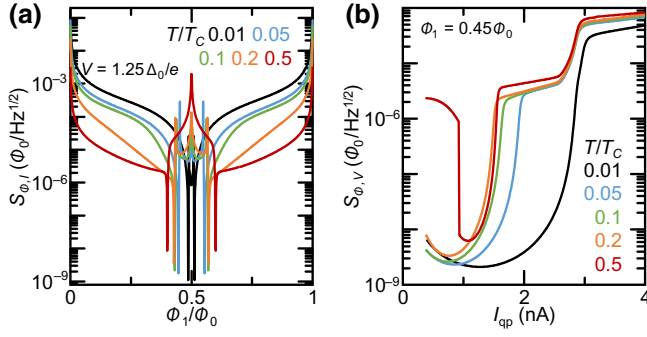 (a)
T/T_C 0.01 0.05
0.1 0.2 0.5
V = 1.25Δ_0/e
S_Φ,I (Φ_0/Hz^1/2)
10^-3
10^-6
10^-9
0
0.5
1
Φ_1/Φ_0
(b)
Φ_1 = 0.45Φ_0
S_Φ,V (Φ_0/Hz^1/2)
10^-6
10^-9
T/T_C
0.01
0.05
0.1
0.2
0.5
0
2
4
I_qp (nA)